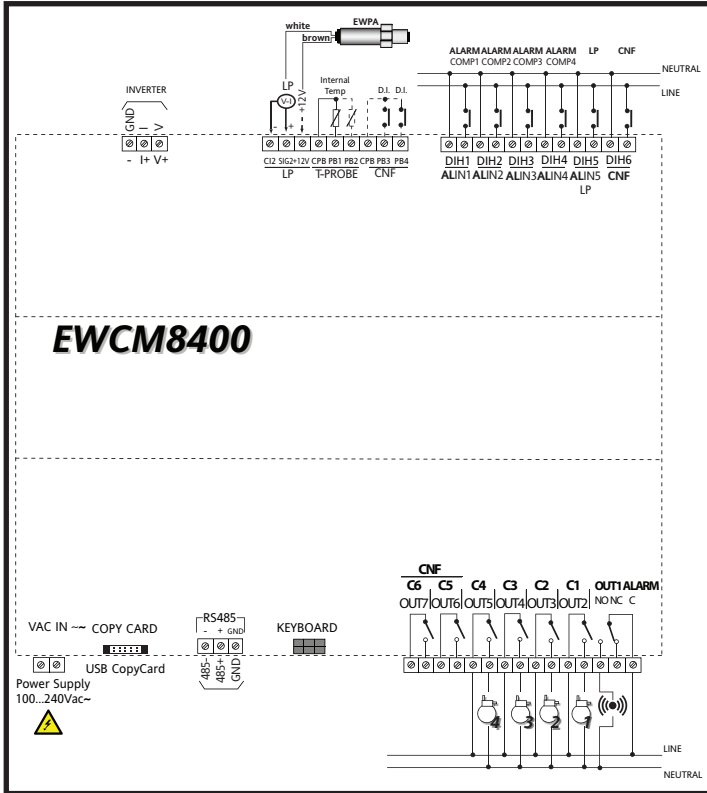 white
EWPA
brown
ALARM ALARM ALARM ALARM LP CNF
COMP1 COMP2 COMP3 COMP4
NEUTRAL
LINE
INVERTER
LP
Internal
Temp
D.I. D.I.
V-I
+12V
- +
GND I V
- I+ V+
CI2 SIG2 +12V CPB PB1 PB2 CPB PB3 PB4
LP T-PROBE CNF
DIH1 DIH2 DIH3 DIH4 DIH5 DIH6
ALIN1 ALIN2 ALIN3 ALIN4 ALIN5 CNF
LP
EWCM8400
CNF
C6 C5 C4 C3 C2 C1 OUT1 ALARM
OUT7 OUT6 OUT5 OUT4 OUT3 OUT2 NO NC C
VAC IN ~~ COPY CARD
RS485
- + GND
KEYBOARD
USB CopyCard
485- 485+ GND
Power Supply
100...240Vac~
4 3 2 1
LINE
NEUTRAL